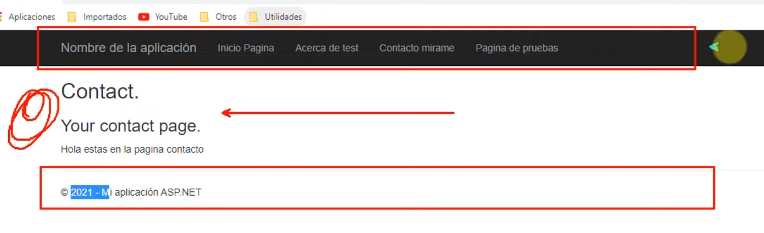 Aplicaciones Importados YouTube Otros Utilidades
Nombre de la aplicación Inicio Pagina Acerca de test Contacto mirame Pagina de pruebas
Contact.
Your contact page.
Hola estas en la pagina contacto
© 2021 - Mi aplicación ASP.NET